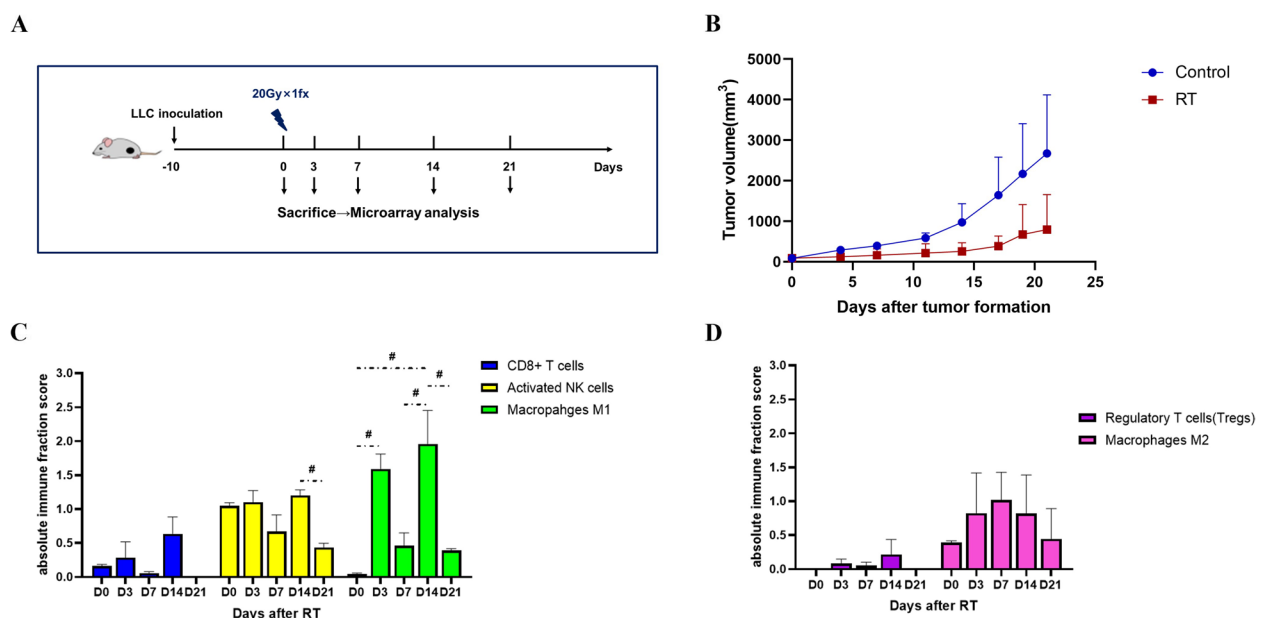 A
20Gy×1fx
LLC inoculation
-10 0 3 7 14 21 Days
Sacrifice→Microarray analysis
B
Tumor volume(mm3)
5000
4000
3000
2000
1000
0
0 5 10 15 20 25
Days after tumor formation
Control
RT
C
absolute immune fraction score
3.0
2.5
2.0
1.5
1.0
0.5
0.0
# # # # #
D0 D3 D7 D14 D21 D0 D3 D7 D14 D21 D0 D3 D7 D14 D21
Days after RT
CD8+ T cells
Activated NK cells
Macropahges M1
D
absolute immune fraction score
3.0
2.5
2.0
1.5
1.0
0.5
0.0
D0 D3 D7 D14 D21 D0 D3 D7 D14 D21
Days after RT
Regulatory T cells(Tregs)
Macrophages M2